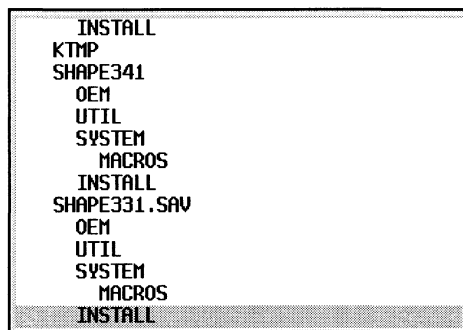 INSTALL
KTMP
SHAPE341
OEM
UTIL
SYSTEM
MACROS
INSTALL
SHAPE331.SAV
OEM
UTIL
SYSTEM
MACROS
INSTALL